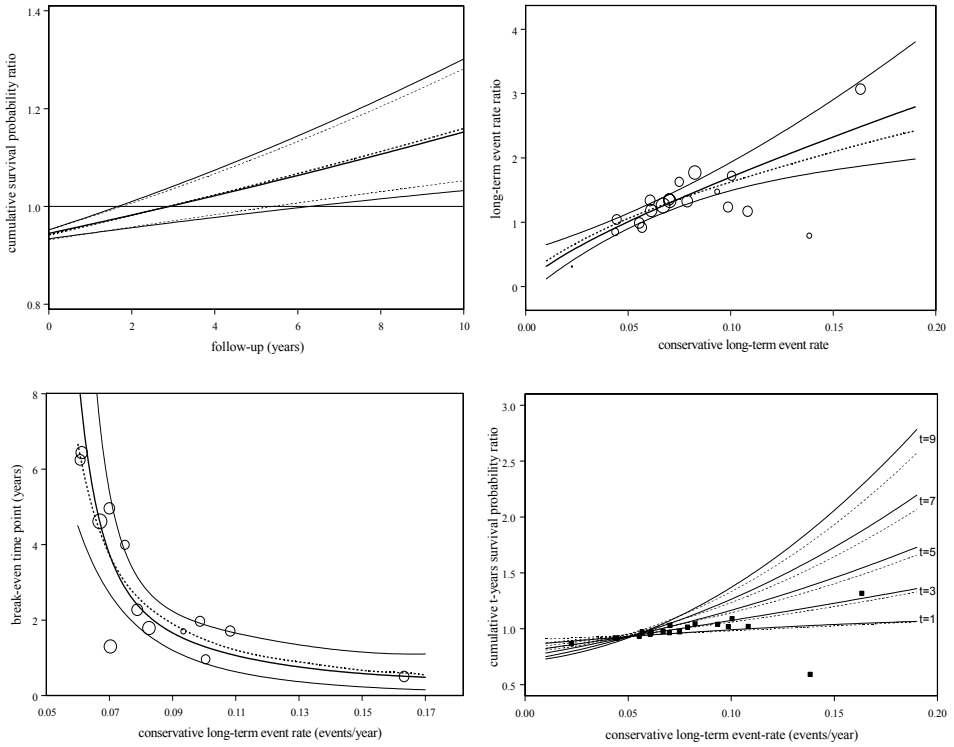 cumulative survival probability ratio
1.4
1.2
1.0
0.8
0 2 4 6 8 10
follow-up (years)
long-term event rate ratio
4
3
2
1
0
0.00 0.05 0.10 0.15 0.20
conservative long-term event rate
break-even time point (years)
8
6
4
2
0
0.05 0.07 0.09 0.11 0.13 0.15 0.17
conservative long-term event rate (events/year)
cumulative t-years survival probability ratio
3.0
2.5
2.0
1.5
1.0
0.5
t=9
t=7
t=5
t=3
t=1
0.00 0.05 0.10 0.15 0.20
conservative long-term event-rate (events/year)